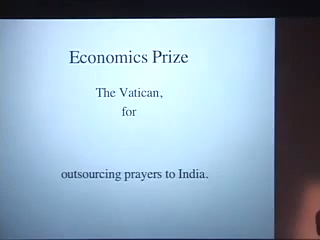 Economics Prize
The Vatican,
for
outsourcing prayers to India.